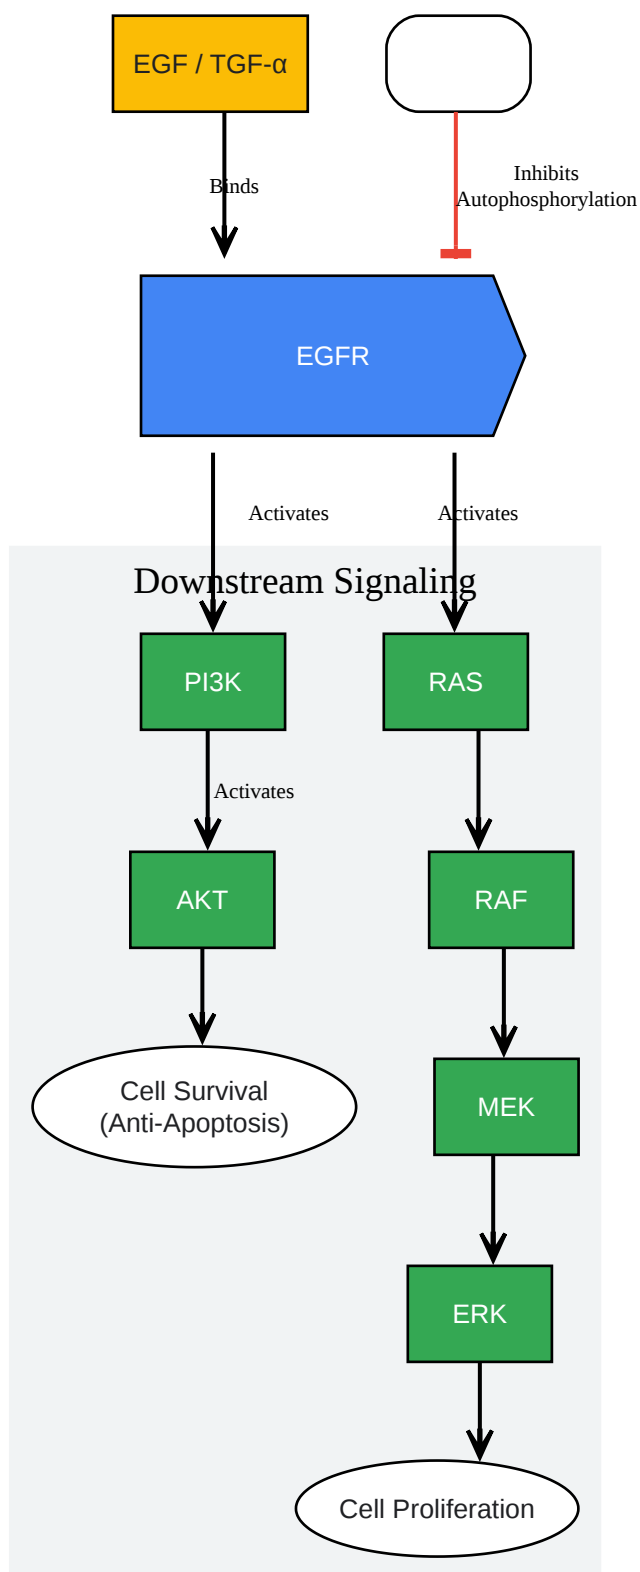 EGF / TGF-α
Binds
Inhibits
Autophosphorylation
EGFR
Activates
Activates
Downstream Signaling
PI3K
RAS
Activates
AKT
RAF
Cell Survival
(Anti-Apoptosis)
MEK
ERK
Cell Proliferation